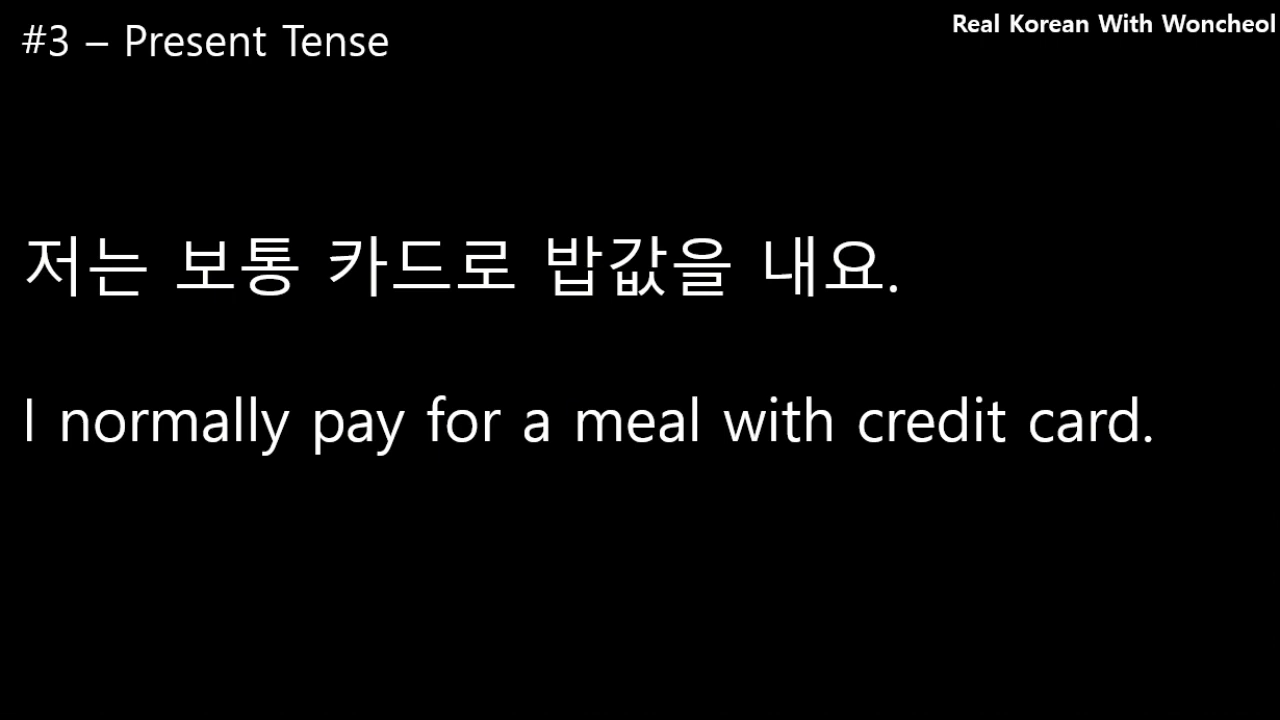 #3 – Present Tense
Real Korean With Woncheol
저는 보통 카드로 밥값을 내요.
I normally pay for a meal with credit card.